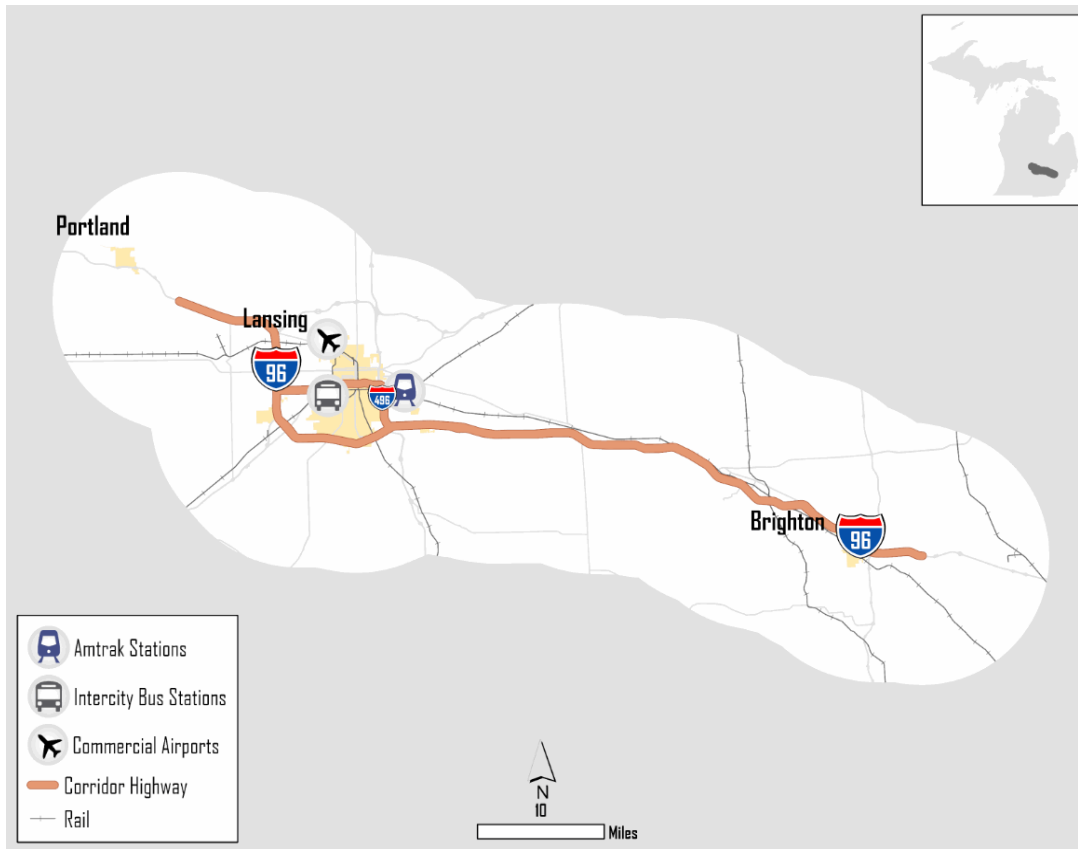 Portland
Lansing
96
496
Brighton
96
Amtrak Stations
Intercity Bus Stations
Commercial Airports
Corridor Highway
Rail
N
10
Miles